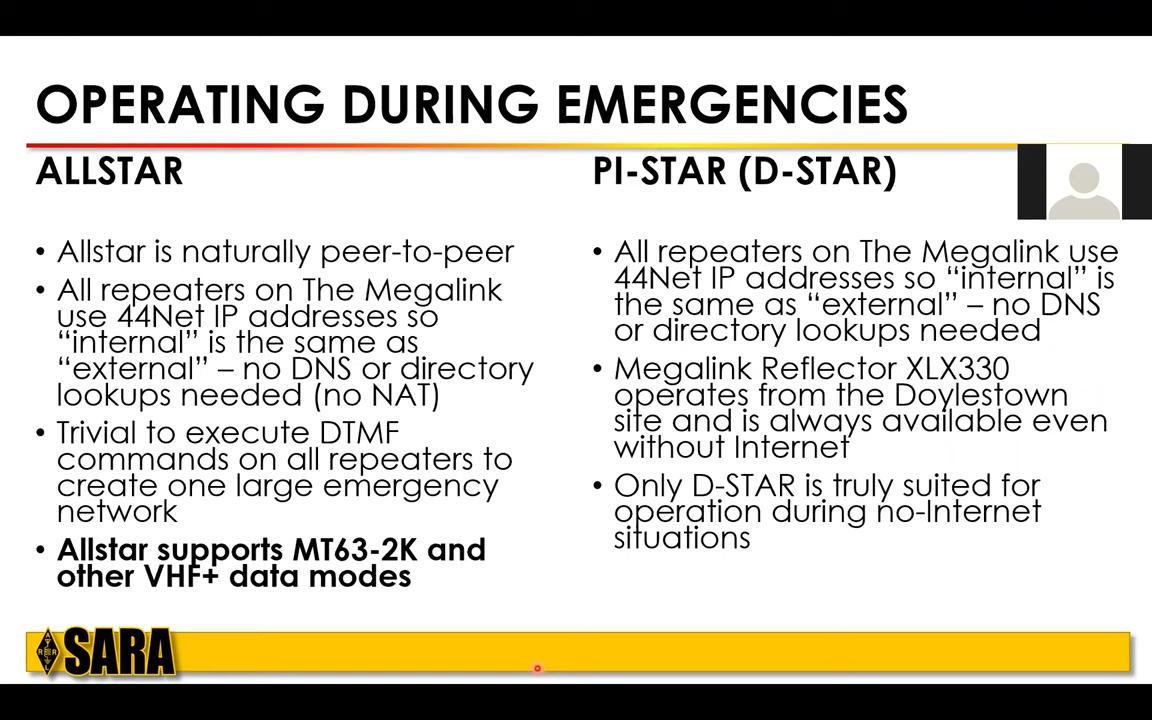 OPERATING DURING EMERGENCIES
ALLSTAR
• Allstar is naturally peer-to-peer
• All repeaters on The Megalink
use 44Net IP addresses so
“internal” is the same as
“external” – no DNS or directory
lookups needed (no NAT)
• Trivial to execute DTMF
commands on all repeaters to
create one large emergency
network
• Allstar supports MT63-2K and
other VHF+ data modes
PI-STAR (D-STAR)
• All repeaters on The Megalink use
44Net IP addresses so “internal” is
the same as “external” – no DNS
or directory lookups needed
• Megalink Reflector XLX330
operates from the Doylestown
site and is always available even
without Internet
• Only D-STAR is truly suited for
operation during no-Internet
situations
SARA